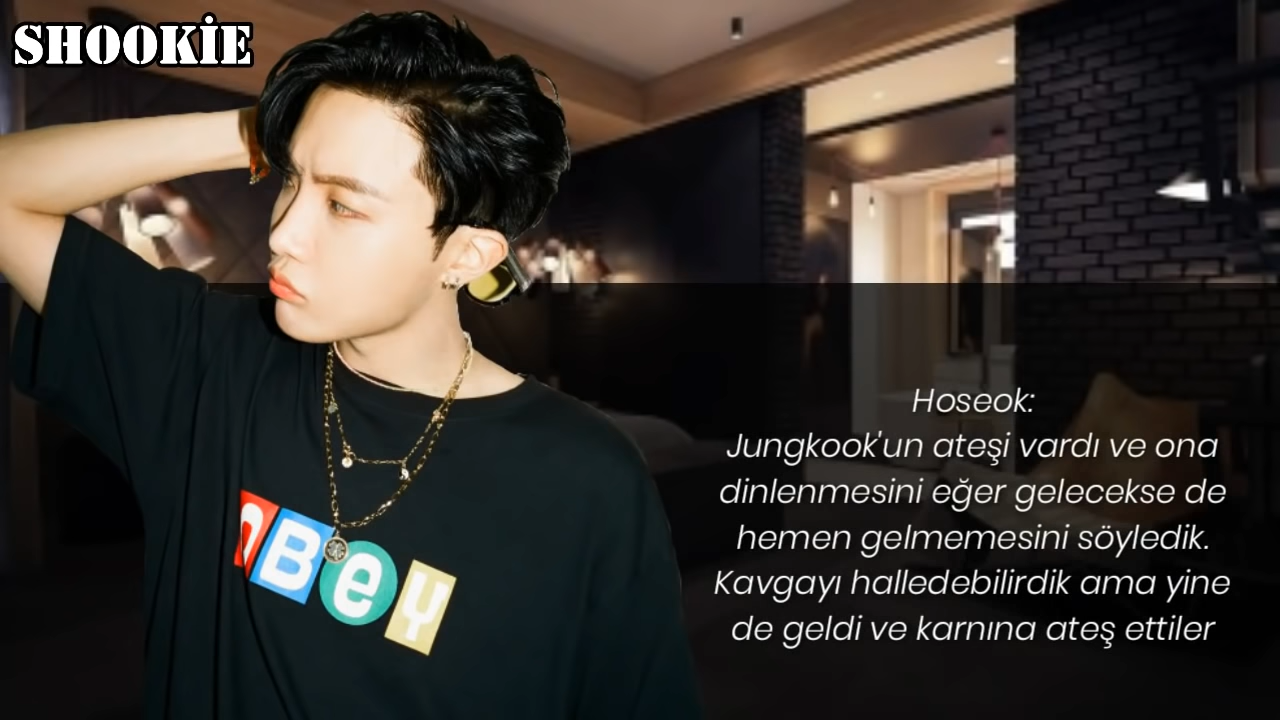 SHOOKİE
Hoseok:
Jungkook'un ateşi vardı ve ona
dinlenmesini eğer gelecekse de
hemen gelmemesini söyledik.
Kavgayı halledebilirdik ama yine
de geldi ve karnına ateş ettiler
OBEY